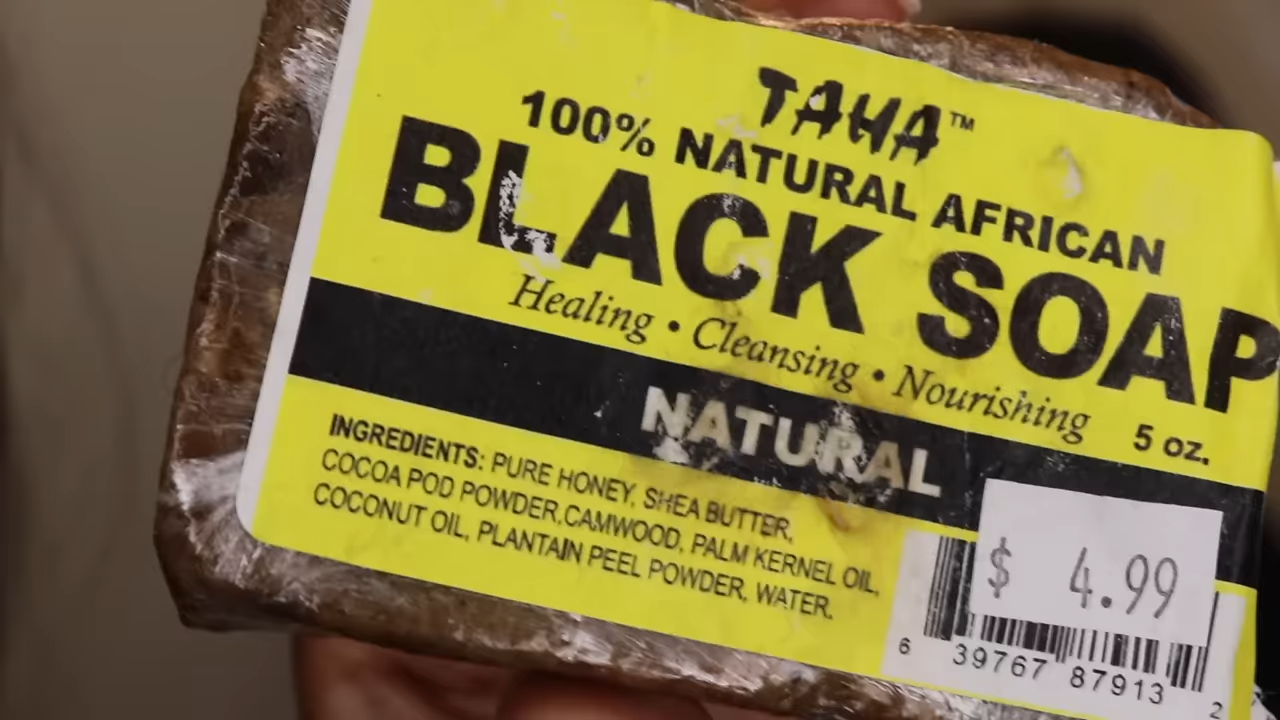 TAHA™
100% NATURAL AFRICAN
BLACK SOAP
Healing • Cleansing • Nourishing
5 oz.
NATURAL
INGREDIENTS: PURE HONEY, SHEA BUTTER,
COCOA POD POWDER,CAMWOOD, PALM KERNEL OIL,
COCONUT OIL, PLANTAIN PEEL POWDER, WATER.
$ 4.99
6 39767 87913 2